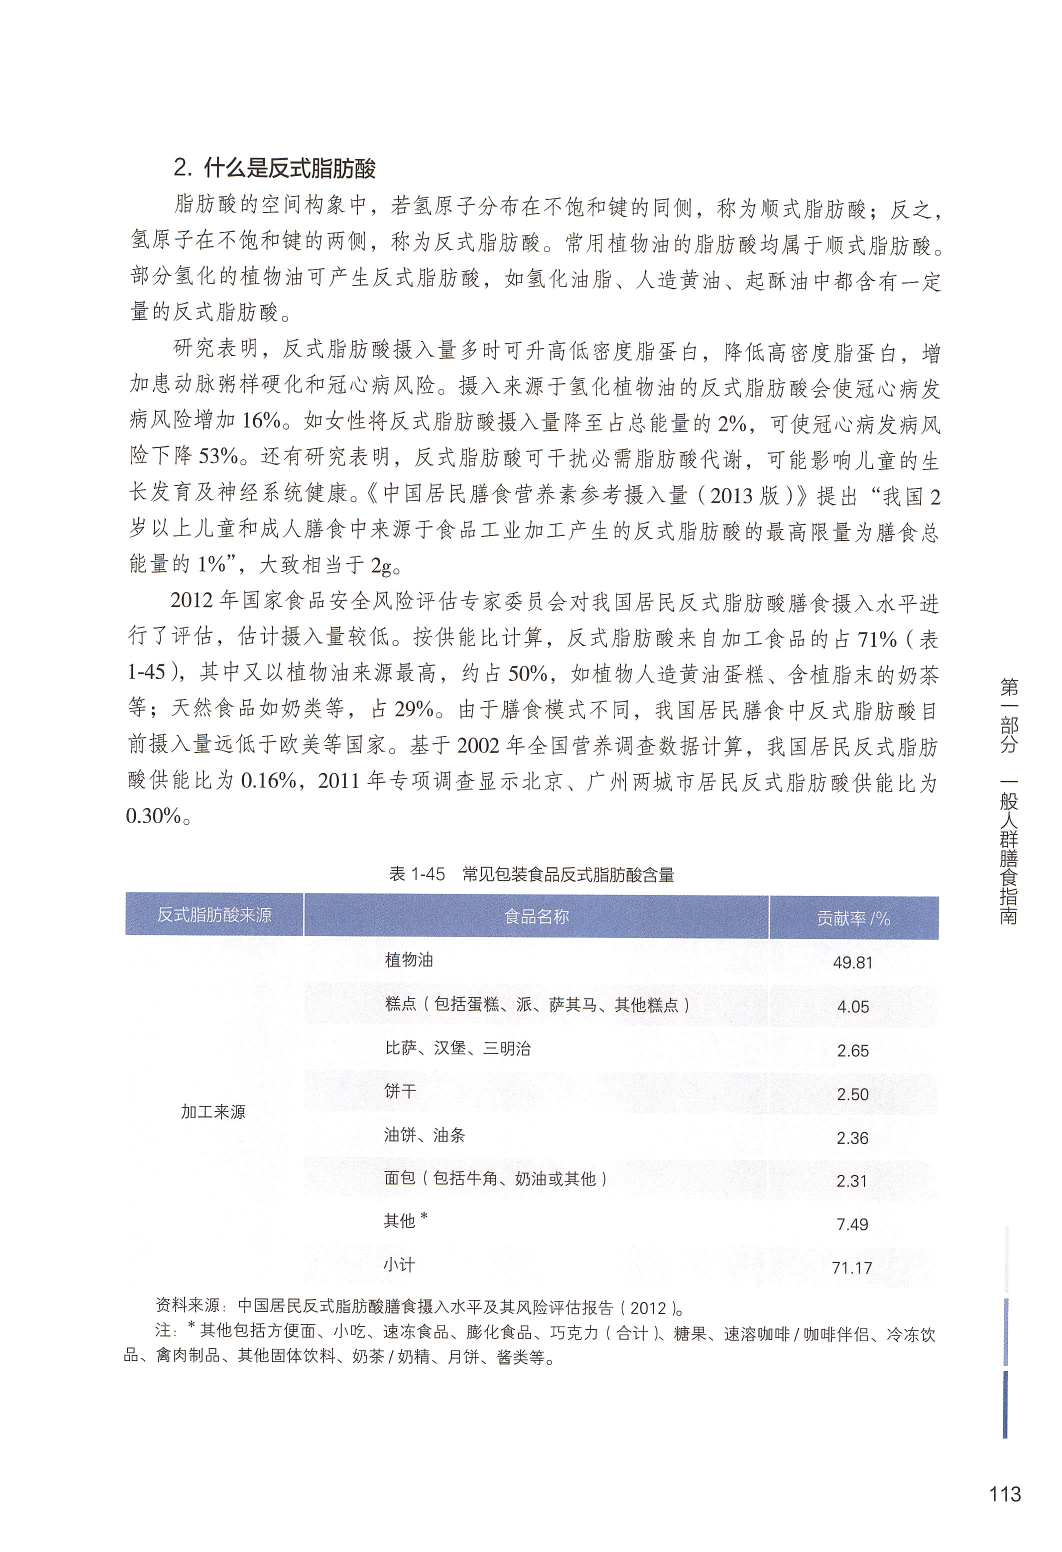 2. 什么是反式脂肪酸
脂肪酸的空间构象中，若氢原子分布在不饱和键的同侧，称为顺式脂肪酸；反之，
氢原子在不饱和键的两侧，称为反式脂肪酸。常用植物油的脂肪酸均属于顺式脂肪酸。
部分氢化的植物油可产生反式脂肪酸，如氢化油脂、人造黄油、起酥油中都含有一定
量的反式脂肪酸。
研究表明，反式脂肪酸摄入量多时可升高低密度脂蛋白，降低高密度脂蛋白，增
加患动脉粥样硬化和冠心病风险。摄入来源于氢化植物油的反式脂肪酸会使冠心病发
病风险增加 16%。如女性将反式脂肪酸摄入量降至占总能量的 2%，可使冠心病发病风
险下降 53%。还有研究表明，反式脂肪酸可干扰必需脂肪酸代谢，可能影响儿童的生
长发育及神经系统健康。《中国居民膳食营养素参考摄入量（2013 版）》提出“我国 2
岁以上儿童和成人膳食中来源于食品工业加工产生的反式脂肪酸的最高限量为膳食总
能量的 1%”，大致相当于 2g。
2012 年国家食品安全风险评估专家委员会对我国居民反式脂肪酸膳食摄入水平进
行了评估，估计摄入量较低。按供能比计算，反式脂肪酸来自加工食品的占 71%（表
1-45），其中又以植物油来源最高，约占 50%，如植物人造黄油蛋糕、含植脂末的奶茶
等；天然食品如奶类等，占 29%。由于膳食模式不同，我国居民膳食中反式脂肪酸目
前摄入量远低于欧美等国家。基于 2002 年全国营养调查数据计算，我国居民反式脂肪
酸供能比为 0.16%，2011 年专项调查显示北京、广州两城市居民反式脂肪酸供能比为
0.30%。
表 1-45 常见包装食品反式脂肪酸含量
反式脂肪酸来源 食品名称 贡献率 /%
植物油 49.81
糕点（包括蛋糕、派、萨其马、其他糕点） 4.05
比萨、汉堡、三明治 2.65
饼干 2.50
加工来源
油饼、油条 2.36
面包（包括牛角、奶油或其他） 2.31
其他 * 7.49
小计 71.17
资料来源：中国居民反式脂肪酸膳食摄入水平及其风险评估报告（2012）。
注：* 其他包括方便面、小吃、速冻食品、膨化食品、巧克力（合计）、糖果、速溶咖啡 / 咖啡伴侣、冷冻饮
品、禽肉制品、其他固体饮料、奶茶 / 奶精、月饼、酱类等。
第一部分 一般人群膳食指南
113